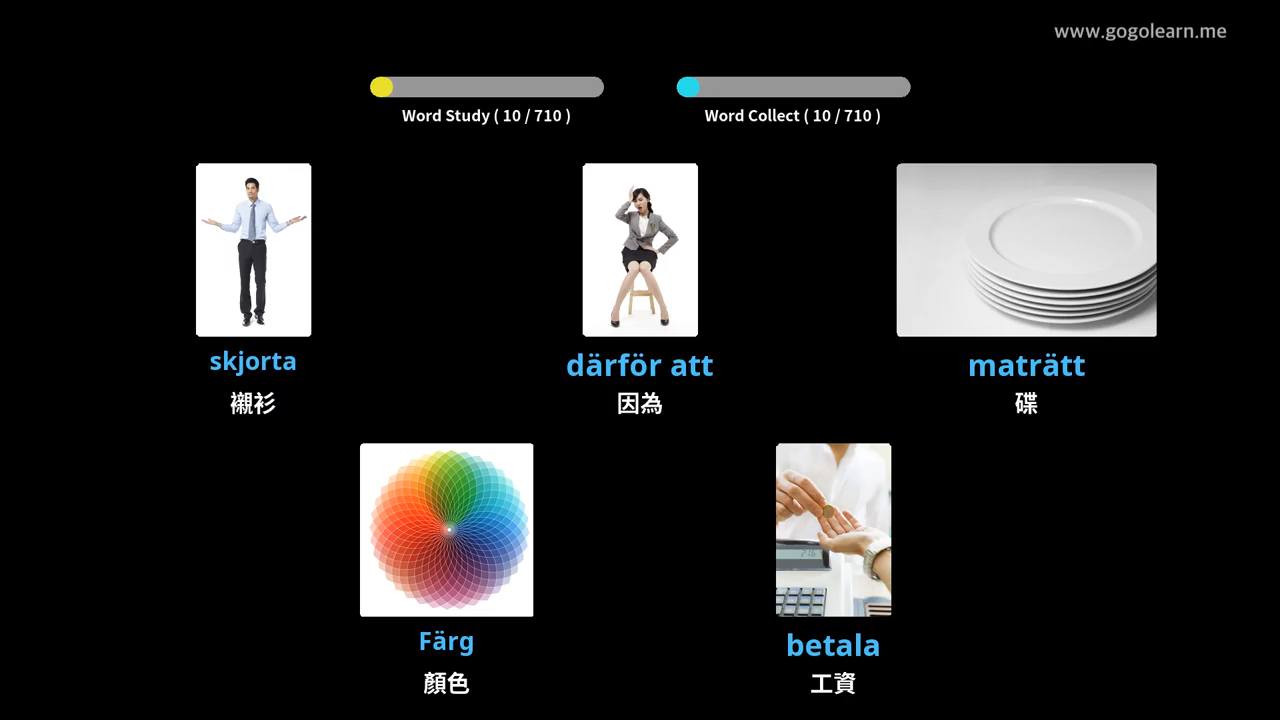 www.gogolearn.me
Word Study ( 10 / 710 )
Word Collect ( 10 / 710 )
skjorta
襯衫
därför att
因為
maträtt
碟
Färg
顏色
betala
工資